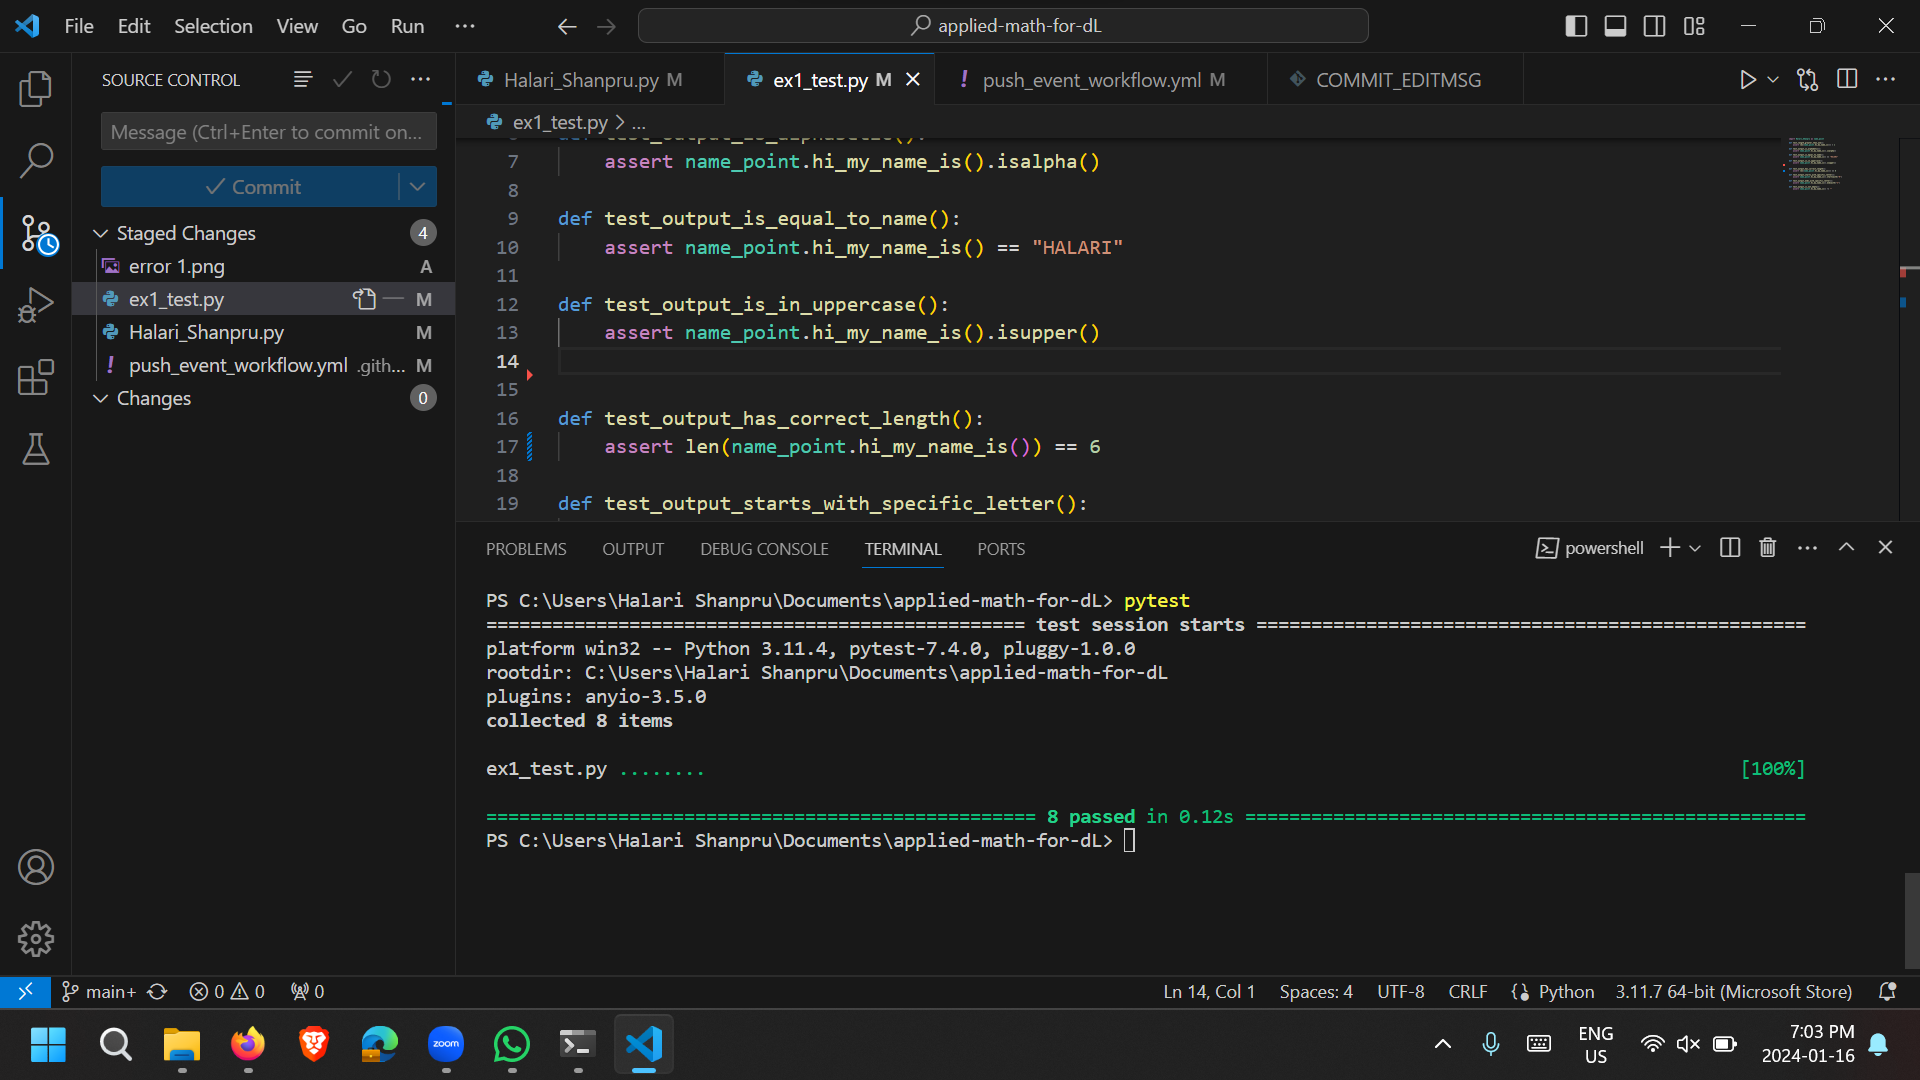 File Edit Selection View Go Run ···
applied-math-for-dL
SOURCE CONTROL
Message (Ctrl+Enter to commit on...
Commit
Staged Changes 4
error 1.png A
ex1_test.py M
Halari_Shanpru.py M
push_event_workflow.yml .gith... M
Changes 0
Halari_Shanpru.py M
ex1_test.py M
push_event_workflow.yml M
COMMIT_EDITMSG
ex1_test.py > ...
7 assert name_point.hi_my_name_is().isalpha()
8
9 def test_output_is_equal_to_name():
10 assert name_point.hi_my_name_is() == "HALARI"
11
12 def test_output_is_in_uppercase():
13 assert name_point.hi_my_name_is().isupper()
14
15
16 def test_output_has_correct_length():
17 assert len(name_point.hi_my_name_is()) == 6
18
19 def test_output_starts_with_specific_letter():
PROBLEMS OUTPUT DEBUG CONSOLE TERMINAL PORTS
powershell
PS C:\Users\Halari Shanpru\Documents\applied-math-for-dL> pytest
================================================= test session starts ==================================================
platform win32 -- Python 3.11.4, pytest-7.4.0, pluggy-1.0.0
rootdir: C:\Users\Halari Shanpru\Documents\applied-math-for-dL
plugins: anyio-3.5.0
collected 8 items
ex1_test.py ........ [100%]
================================================== 8 passed in 0.12s ===================================================
PS C:\Users\Halari Shanpru\Documents\applied-math-for-dL>
main+ 0 0 0
Ln 14, Col 1 Spaces: 4 UTF-8 CRLF Python 3.11.7 64-bit (Microsoft Store)
zoom
ENG
US
7:03 PM
2024-01-16